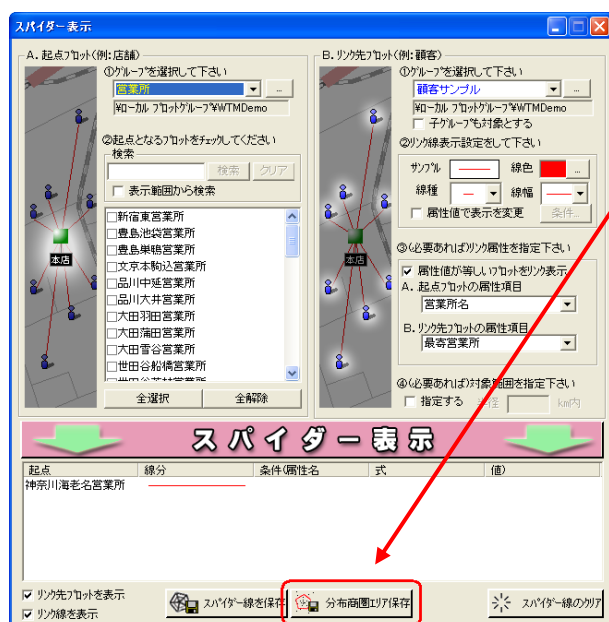 スパイダー表示
A. 起点プロット(例:店舗)
①グループを選択して下さい
営業所
...
¥ローカル プロットグループ¥WTMDemo
②起点となるプロットをチェックしてください
検索
検索
クリア
表示範囲から検索
新宿東営業所
豊島池袋営業所
豊島巣鴨営業所
文京本駒込営業所
品川中延営業所
品川大井営業所
大田羽田営業所
大田蒲田営業所
大田雪谷営業所
世田谷船橋営業所
全選択
全解除
本店
B. リンク先プロット(例:顧客)
①グループを選択して下さい
顧客サンプル
...
¥ローカル プロットグループ¥WTMDemo
子グループも対象とする
②リンク線表示設定をして下さい
サンプル
線色
...
線種
線幅
属性値で表示を変更
条件...
③(必要あれば)リンク属性を指定下さい
属性値が等しいプロットをリンク表示
A. 起点プロットの属性項目
営業所名
B. リンク先プロットの属性項目
最寄営業所
④(必要あれば)対象範囲を指定下さい
指定する
半径
km内
本店
スパイダー表示
起点
線分
条件(属性名
式
値)
神奈川海老名営業所
リンク先プロットを表示
リンク線を表示
スパイダー線を保存
分布商圏エリア保存
スパイダー線のクリア